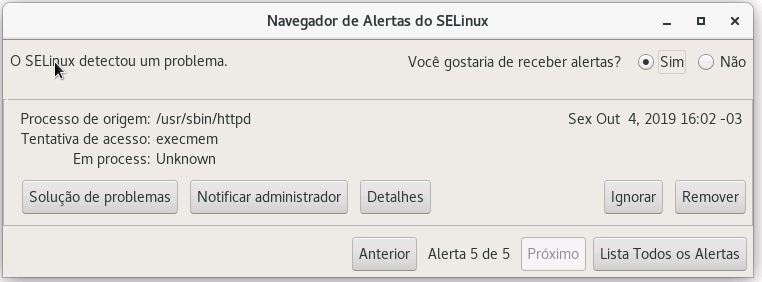 Navegador de Alertas do SELinux
O SELinux detectou um problema. Você gostaria de receber alertas? Sim Não
Processo de origem: /usr/sbin/httpd Sex Out 4, 2019 16:02 -03
Tentativa de acesso: execmem
Em process: Unknown
Solução de problemas Notificar administrador Detalhes Ignorar Remover
Anterior Alerta 5 de 5 Próximo Lista Todos os Alertas